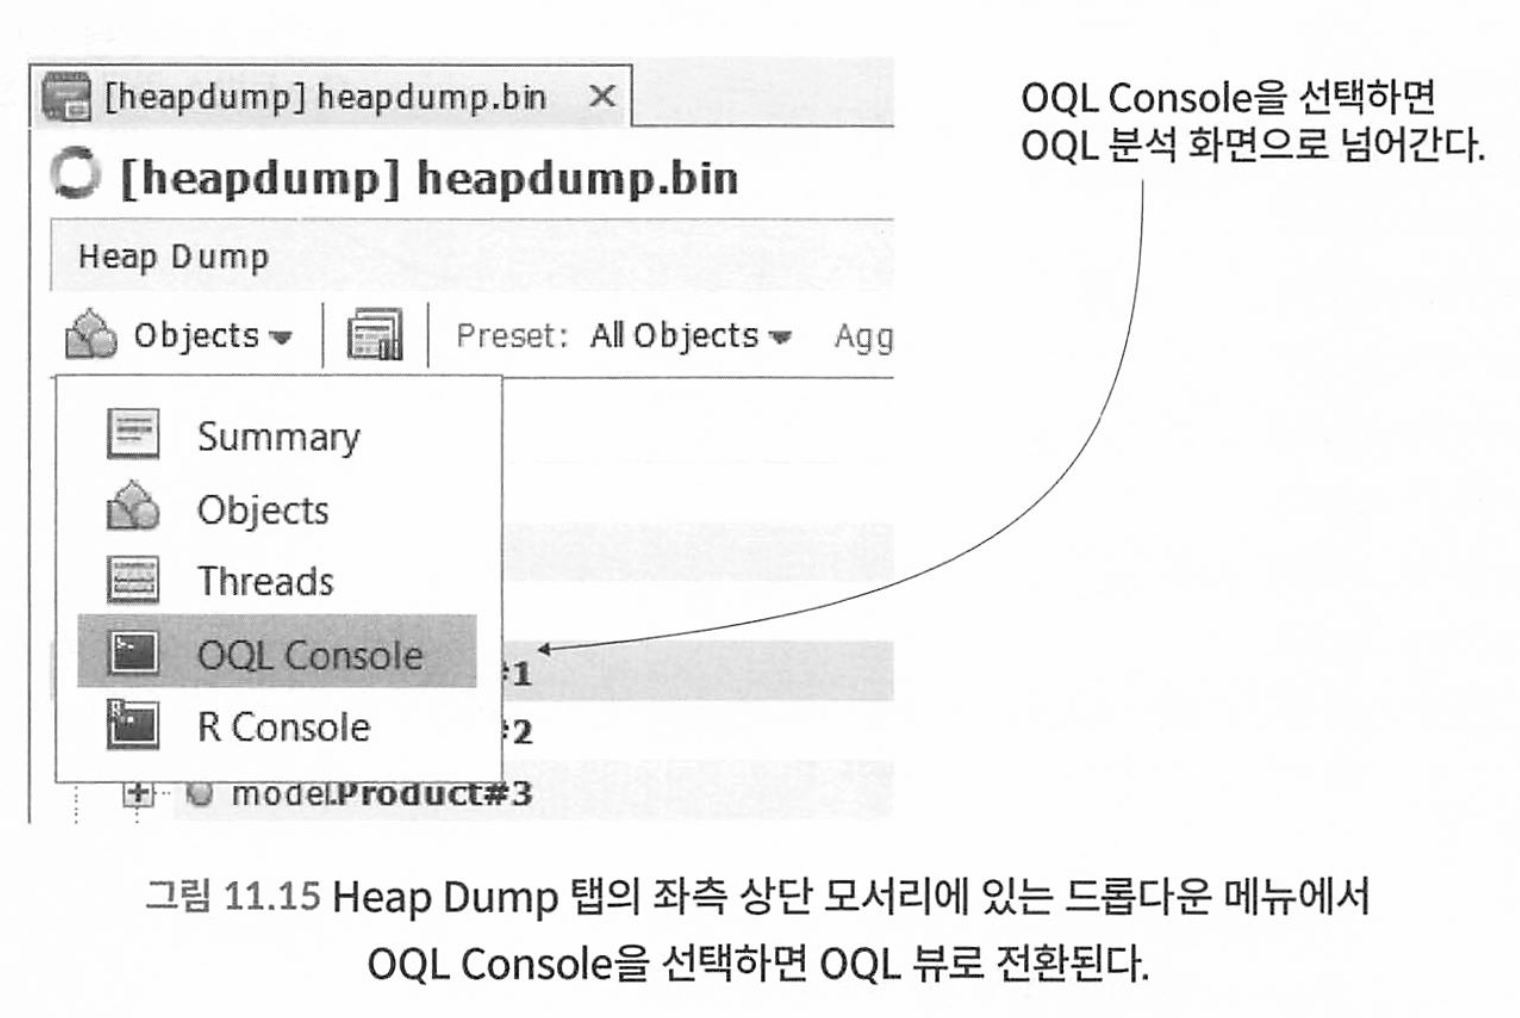 [heapdump] heapdump.bin
OQL Console을 선택하면
OQL 분석 화면으로 넘어간다.
[heapdump] heapdump.bin
Heap Dump
Objects Preset: All Objects Agg
Summary
Objects
Threads
OQL Console
#1
R Console
#2
model.Product#3
그림 11.15 Heap Dump 탭의 좌측 상단 모서리에 있는 드롭다운 메뉴에서
OQL Console을 선택하면 OQL 뷰로 전환된다.